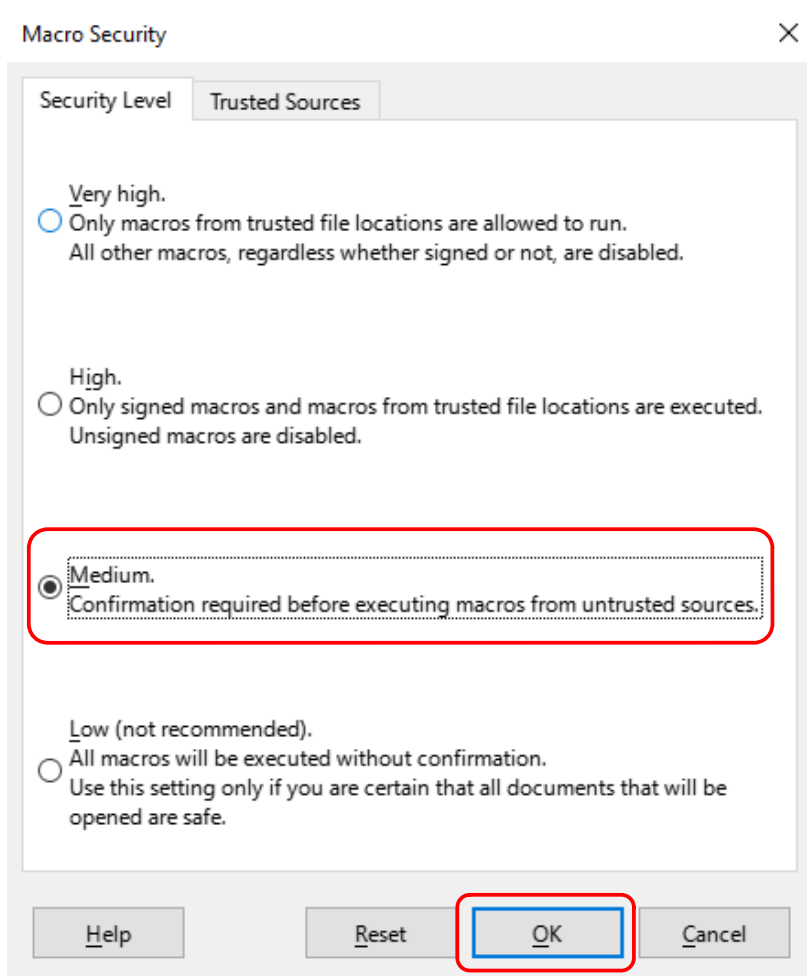 Macro Security
Security Level
Trusted Sources
Very high.
Only macros from trusted file locations are allowed to run.
All other macros, regardless whether signed or not, are disabled.
High.
Only signed macros and macros from trusted file locations are executed.
Unsigned macros are disabled.
Medium.
Confirmation required before executing macros from untrusted sources.
Low (not recommended).
All macros will be executed without confirmation.
Use this setting only if you are certain that all documents that will be
opened are safe.
Help
Reset
OK
Cancel